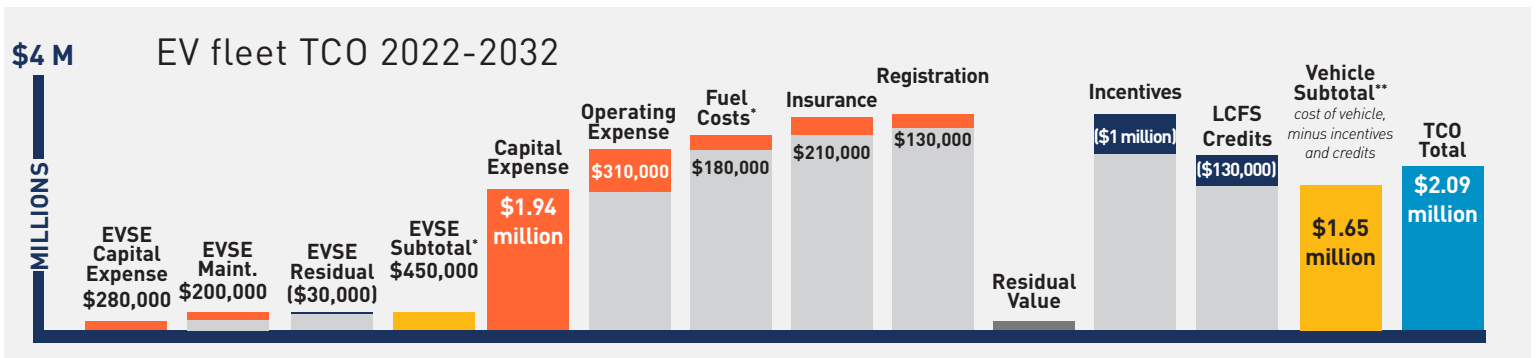 EV fleet TCO 2022-2032
$4 M
MILLIONS
EVSE
Capital
Expense
$280,000
EVSE
Maint.
$200,000
EVSE
Residual
($30,000)
EVSE
Subtotal*
$450,000
Capital
Expense
$1.94
million
Operating
Expense
$310,000
Fuel
Costs*
$180,000
Insurance
$210,000
Registration
$130,000
Residual
Value
Incentives
($1 million)
LCFS
Credits
($130,000)
Vehicle
Subtotal**
cost of vehicle,
minus incentives
and credits
$1.65
million
TCO
Total
$2.09
million